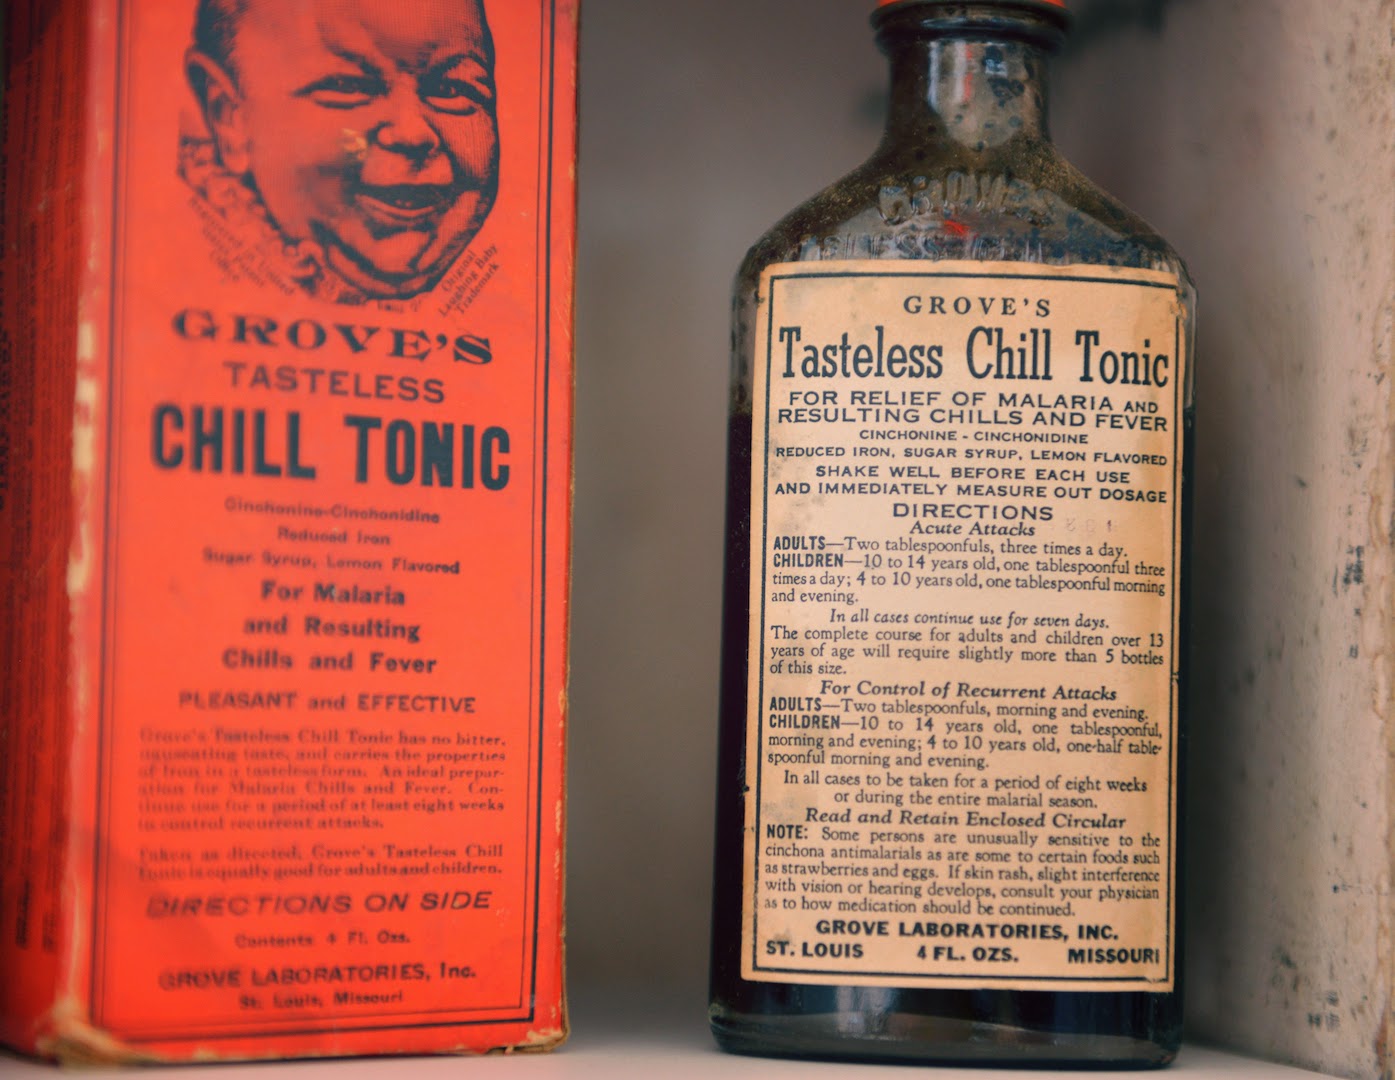 Registered in United
States Patent
Office
Original
Laughing Baby
Trademark
GROVE'S
TASTELESS
CHILL TONIC
Cinchonine-Cinchonidine
Reduced Iron
Sugar Syrup, Lemon Flavored
For Malaria
and Resulting
Chills and Fever
PLEASANT and EFFECTIVE
Grove's Tasteless Chill Tonic has no bitter,
nauseating taste, and carries the properties
of Iron in a tasteless form. An ideal prepar-
ation for Malaria Chills and Fever. Con-
tinue use for a period of at least eight weeks
to control recurrent attacks.
Taken as directed, Grove's Tasteless Chill
Tonic is equally good for adults and children.
DIRECTIONS ON SIDE
Contents 4 Fl. Ozs.
GROVE LABORATORIES, Inc.
St. Louis, Missouri
GROVES
GROVE'S
Tasteless Chill Tonic
FOR RELIEF OF MALARIA AND
RESULTING CHILLS AND FEVER
CINCHONINE - CINCHONIDINE
REDUCED IRON, SUGAR SYRUP, LEMON FLAVORED
SHAKE WELL BEFORE EACH USE
AND IMMEDIATELY MEASURE OUT DOSAGE
DIRECTIONS
Acute Attacks
ADULTS—Two tablespoonfuls, three times a day.
CHILDREN—10 to 14 years old, one tablespoonful three
times a day; 4 to 10 years old, one tablespoonful morning
and evening.
In all cases continue use for seven days.
The complete course for adults and children over 13
years of age will require slightly more than 5 bottles
of this size.
For Control of Recurrent Attacks
ADULTS—Two tablespoonfuls, morning and evening.
CHILDREN—10 to 14 years old, one tablespoonful,
morning and evening; 4 to 10 years old, one-half table-
spoonful morning and evening.
In all cases to be taken for a period of eight weeks
or during the entire malarial season.
Read and Retain Enclosed Circular
NOTE: Some persons are unusually sensitive to the
cinchona antimalarials as are some to certain foods such
as strawberries and eggs. If skin rash, slight interference
with vision or hearing develops, consult your physician
as to how medication should be continued.
GROVE LABORATORIES, INC.
ST. LOUIS 4 FL. OZS. MISSOURI